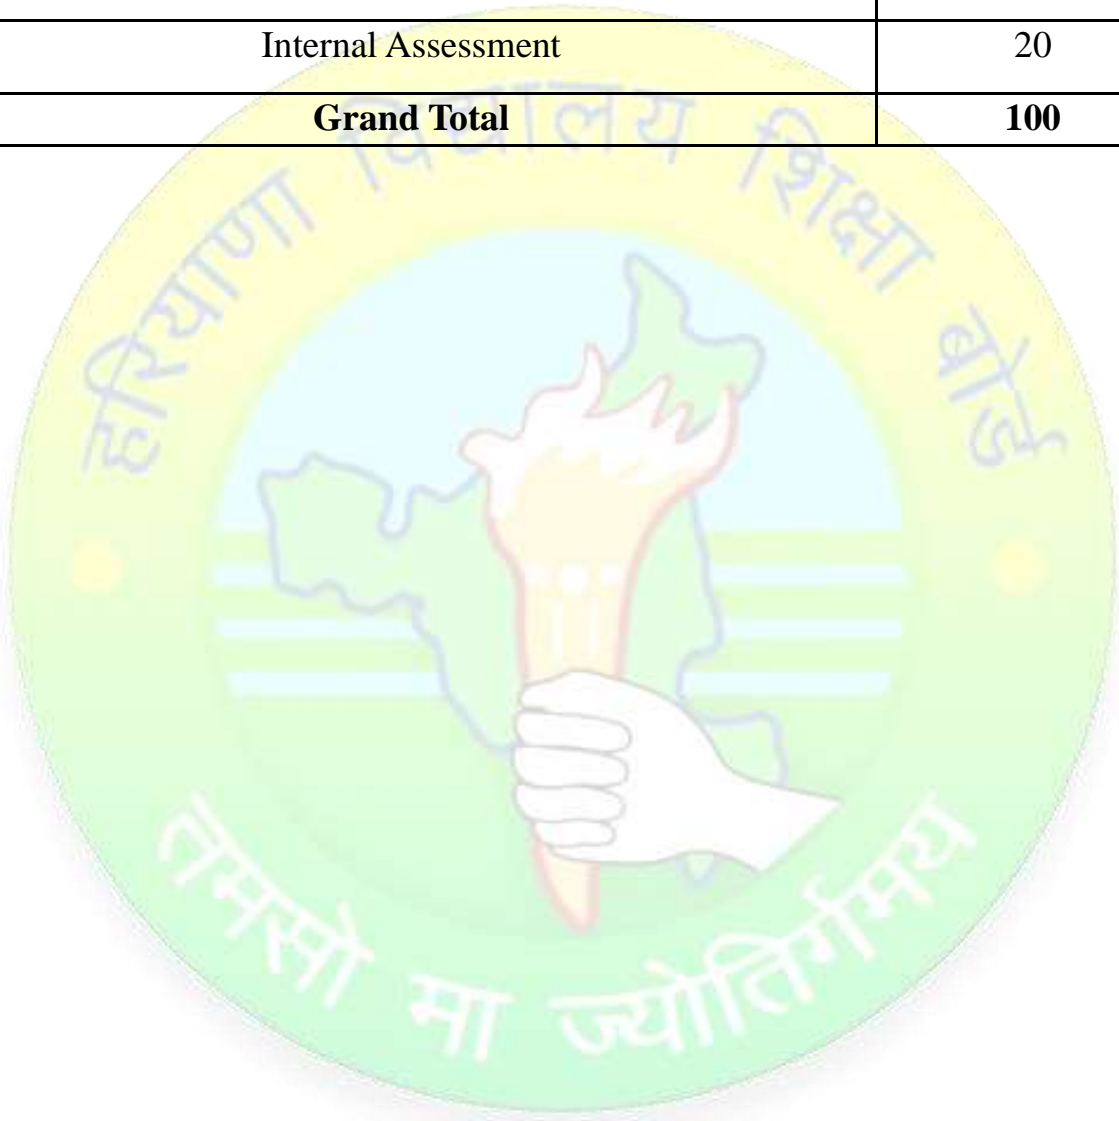 Internal Assessment 20
Grand Total 100
हरियाणा विद्यालय शिक्षा बोर्ड
तमसो मा ज्योतिर्गमय